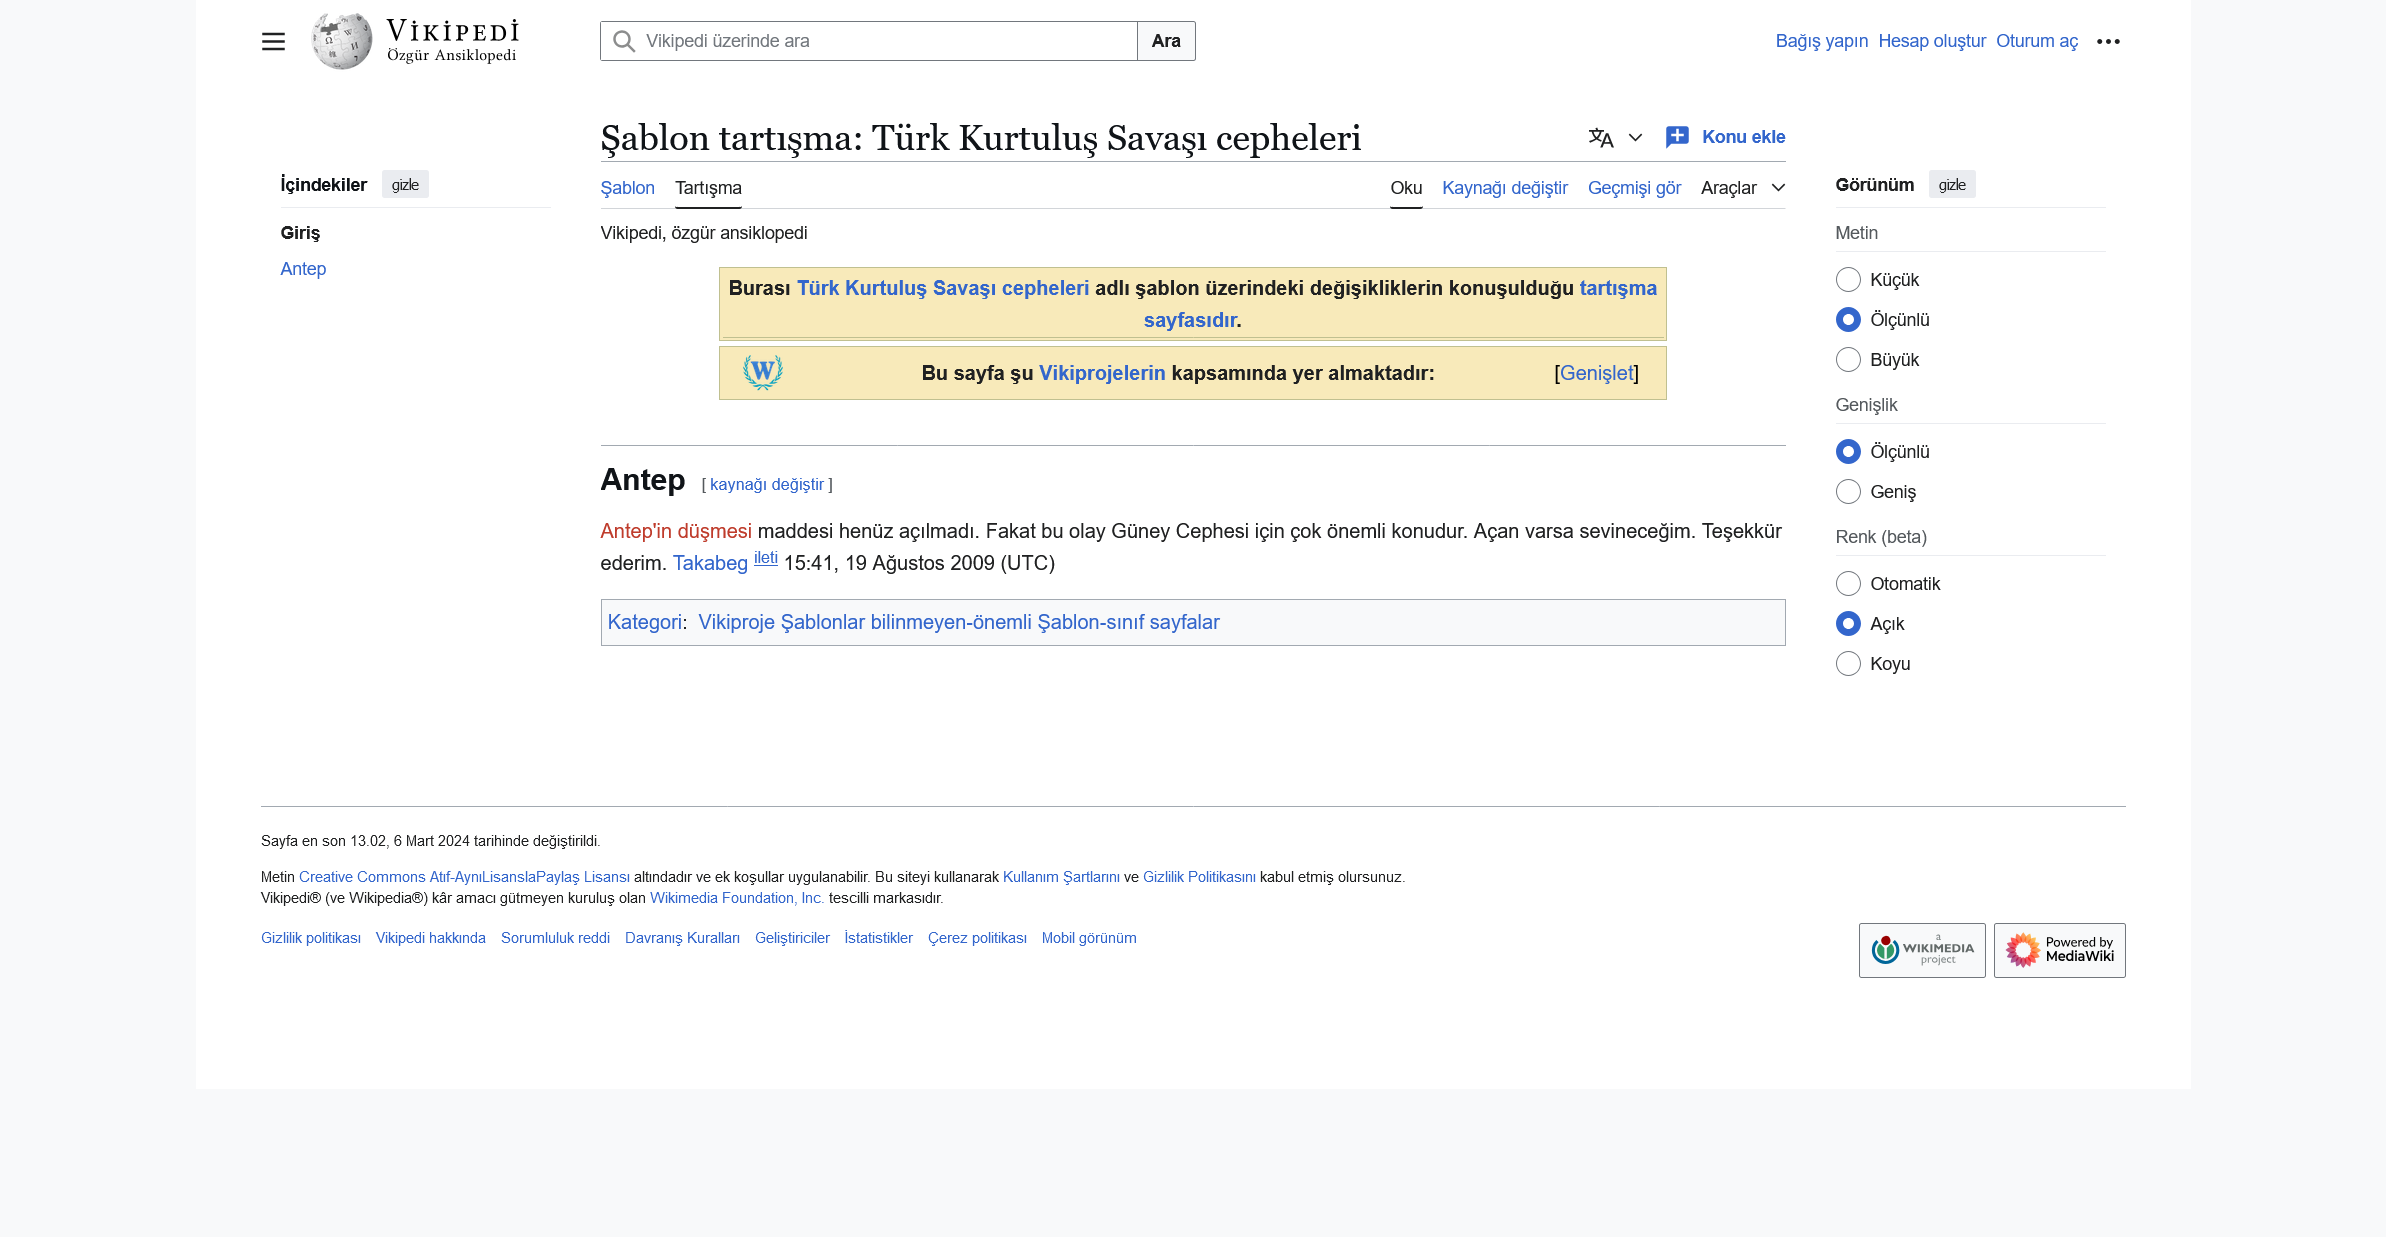 VİKİPEDİ
Özgür Ansiklopedi
Vikipedi üzerinde ara
Ara
Bağış yapın Hesap oluştur Oturum aç
Şablon tartışma: Türk Kurtuluş Savaşı cepheleri
Konu ekle
İçindekiler gizle
Giriş
Antep
Şablon Tartışma
Oku Kaynağı değiştir Geçmişi gör Araçlar
Vikipedi, özgür ansiklopedi
Burası Türk Kurtuluş Savaşı cepheleri adlı şablon üzerindeki değişikliklerin konuşulduğu tartışma
sayfasıdır.
Bu sayfa şu Vikiprojelerin kapsamında yer almaktadır: [Genişlet]
Antep [ kaynağı değiştir ]
Antep'in düşmesi maddesi henüz açılmadı. Fakat bu olay Güney Cephesi için çok önemli konudur. Açan varsa sevineceğim. Teşekkür
ederim. Takabeg ileti 15:41, 19 Ağustos 2009 (UTC)
Kategori: Vikiproje Şablonlar bilinmeyen-önemli Şablon-sınıf sayfalar
Görünüm gizle
Metin
Küçük
Ölçünlü
Büyük
Genişlik
Ölçünlü
Geniş
Renk (beta)
Otomatik
Açık
Koyu
Sayfa en son 13.02, 6 Mart 2024 tarihinde değiştirildi.
Metin Creative Commons Atıf-AynıLisanslaPaylaş Lisansı altındadır ve ek koşullar uygulanabilir. Bu siteyi kullanarak Kullanım Şartlarını ve Gizlilik Politikasını kabul etmiş olursunuz.
Vikipedi® (ve Wikipedia®) kâr amacı gütmeyen kuruluş olan Wikimedia Foundation, Inc. tescilli markasıdır.
Gizlilik politikası Vikipedi hakkında Sorumluluk reddi Davranış Kuralları Geliştiriciler İstatistikler Çerez politikası Mobil görünüm
a
WIKIMEDIA
project
Powered by
MediaWiki